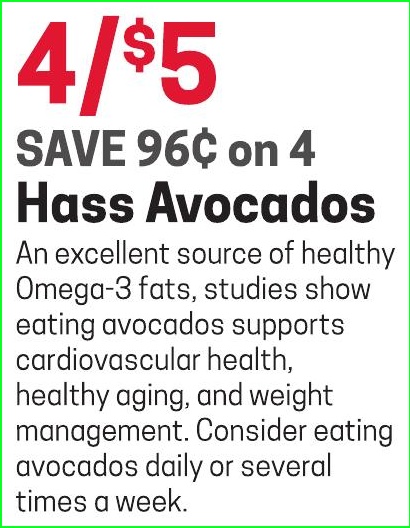 4/$5
SAVE 96¢ on 4
Hass Avocados
An excellent source of healthy
Omega-3 fats, studies show
eating avocados supports
cardiovascular health,
healthy aging, and weight
management. Consider eating
avocados daily or several
times a week.